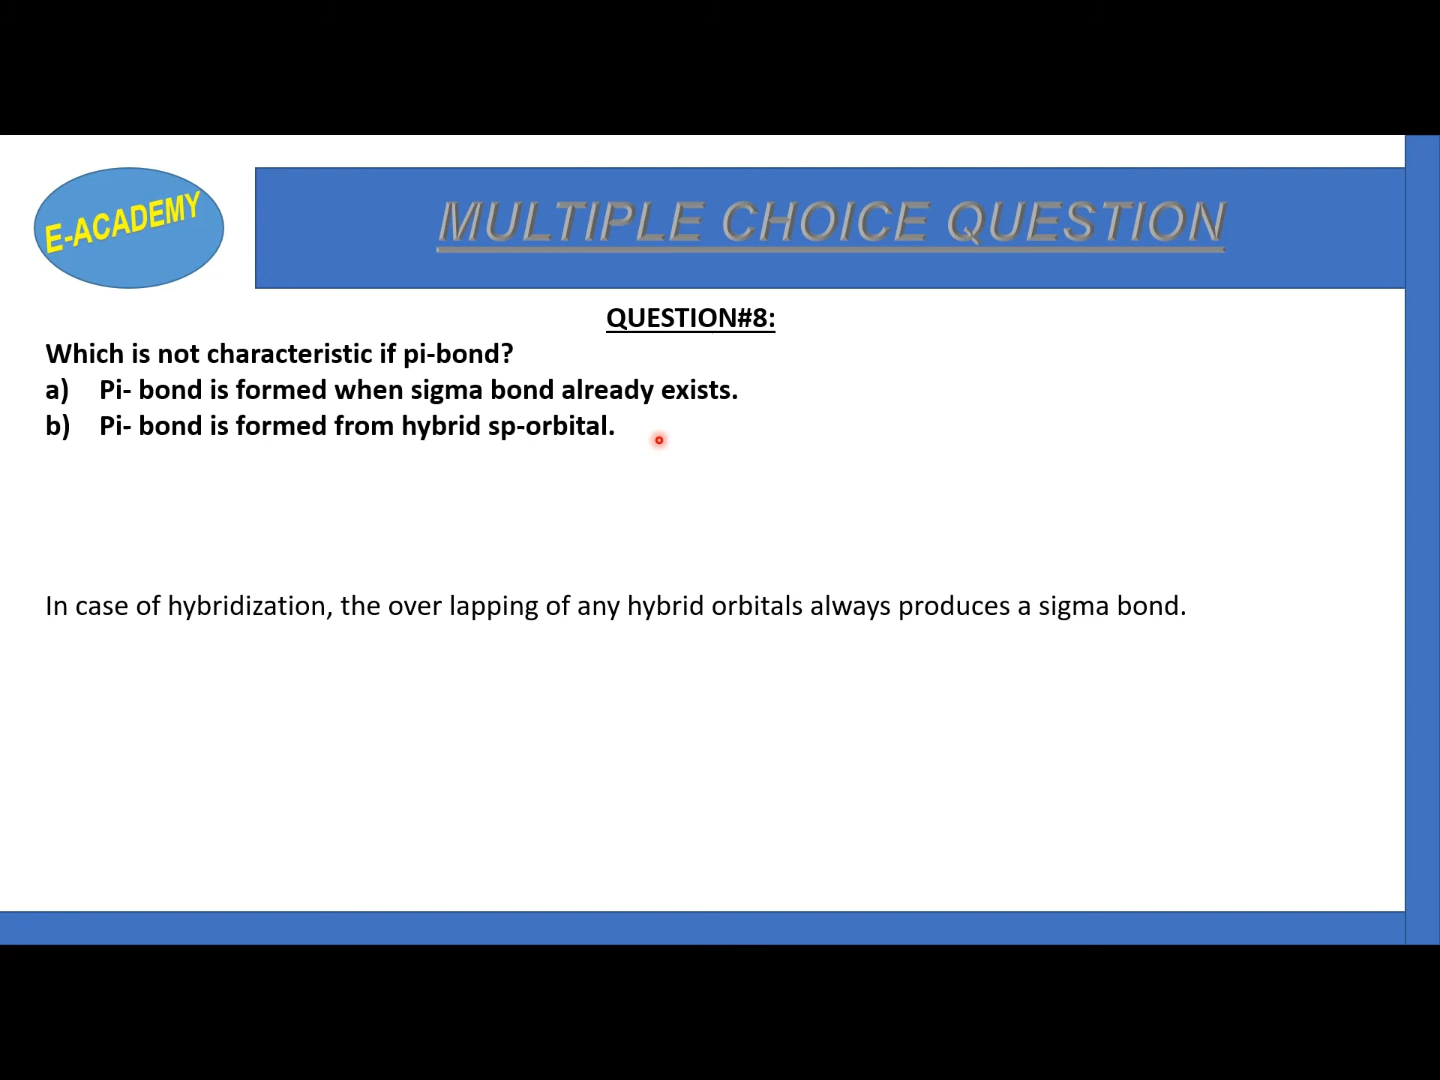 E-ACADEMY
MULTIPLE CHOICE QUESTION
QUESTION#8:
Which is not characteristic if pi-bond?
a) Pi- bond is formed when sigma bond already exists.
b) Pi- bond is formed from hybrid sp-orbital.
In case of hybridization, the over lapping of any hybrid orbitals always produces a sigma bond.